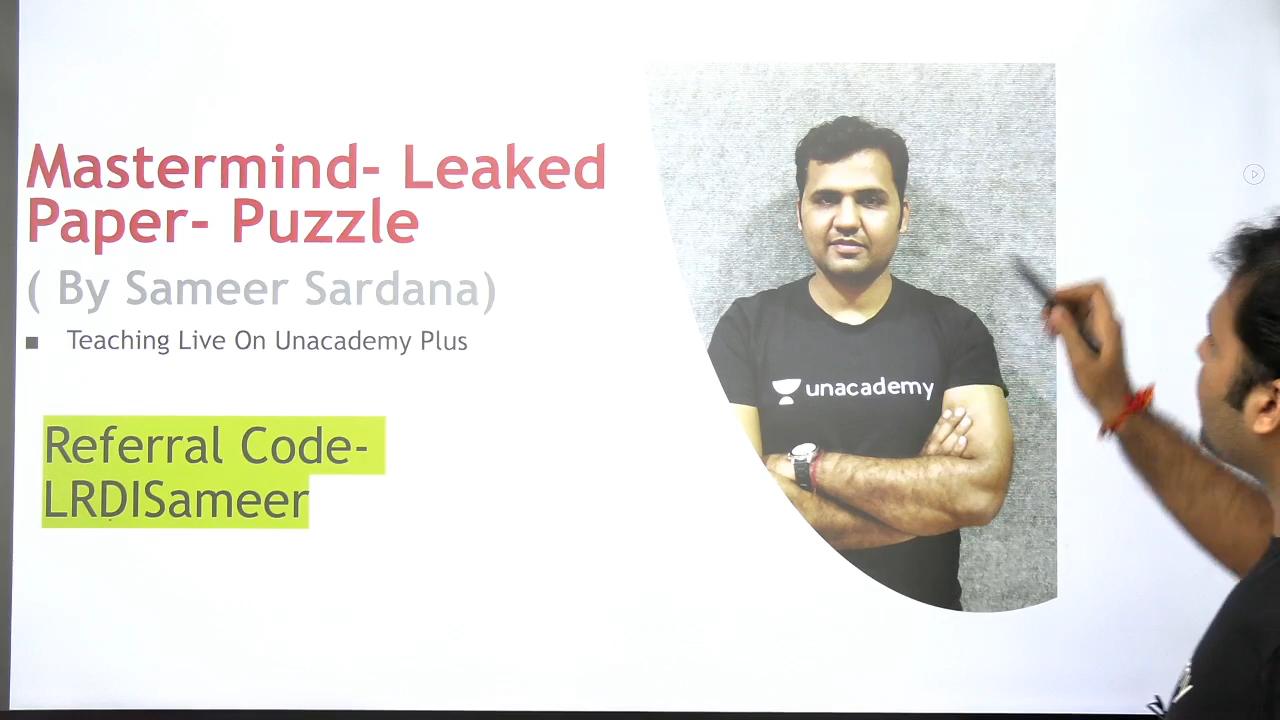 Mastermind- Leaked
Paper- Puzzle
( By Sameer Sardana)
Teaching Live On Unacademy Plus
Referral Code-
LRDISameer
unacademy